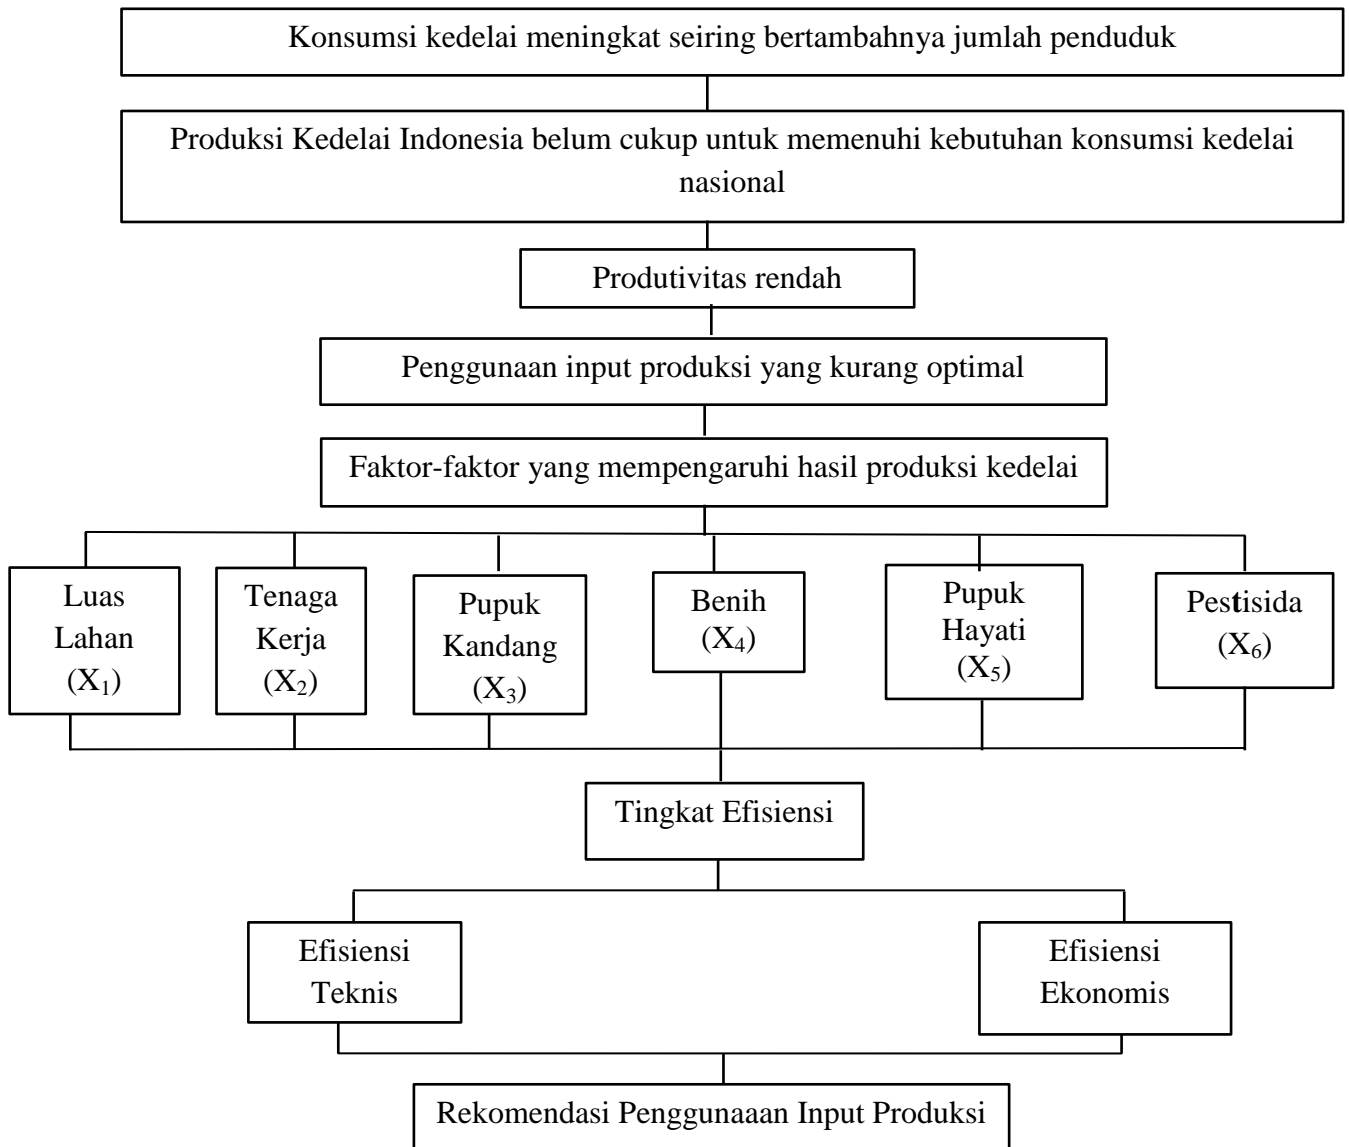 Konsumsi kedelai meningkat seiring bertambahnya jumlah penduduk
Produksi Kedelai Indonesia belum cukup untuk memenuhi kebutuhan konsumsi kedelai
nasional
Produtivitas rendah
Penggunaan input produksi yang kurang optimal
Faktor-faktor yang mempengaruhi hasil produksi kedelai
Luas
Lahan
(X₁)
Tenaga
Kerja
(X₂)
Pupuk
Kandang
(X₃)
Benih
(X₄)
Pupuk
Hayati
(X₅)
Pestisida
(X₆)
Tingkat Efisiensi
Efisiensi
Teknis
Efisiensi
Ekonomis
Rekomendasi Penggunaaan Input Produksi